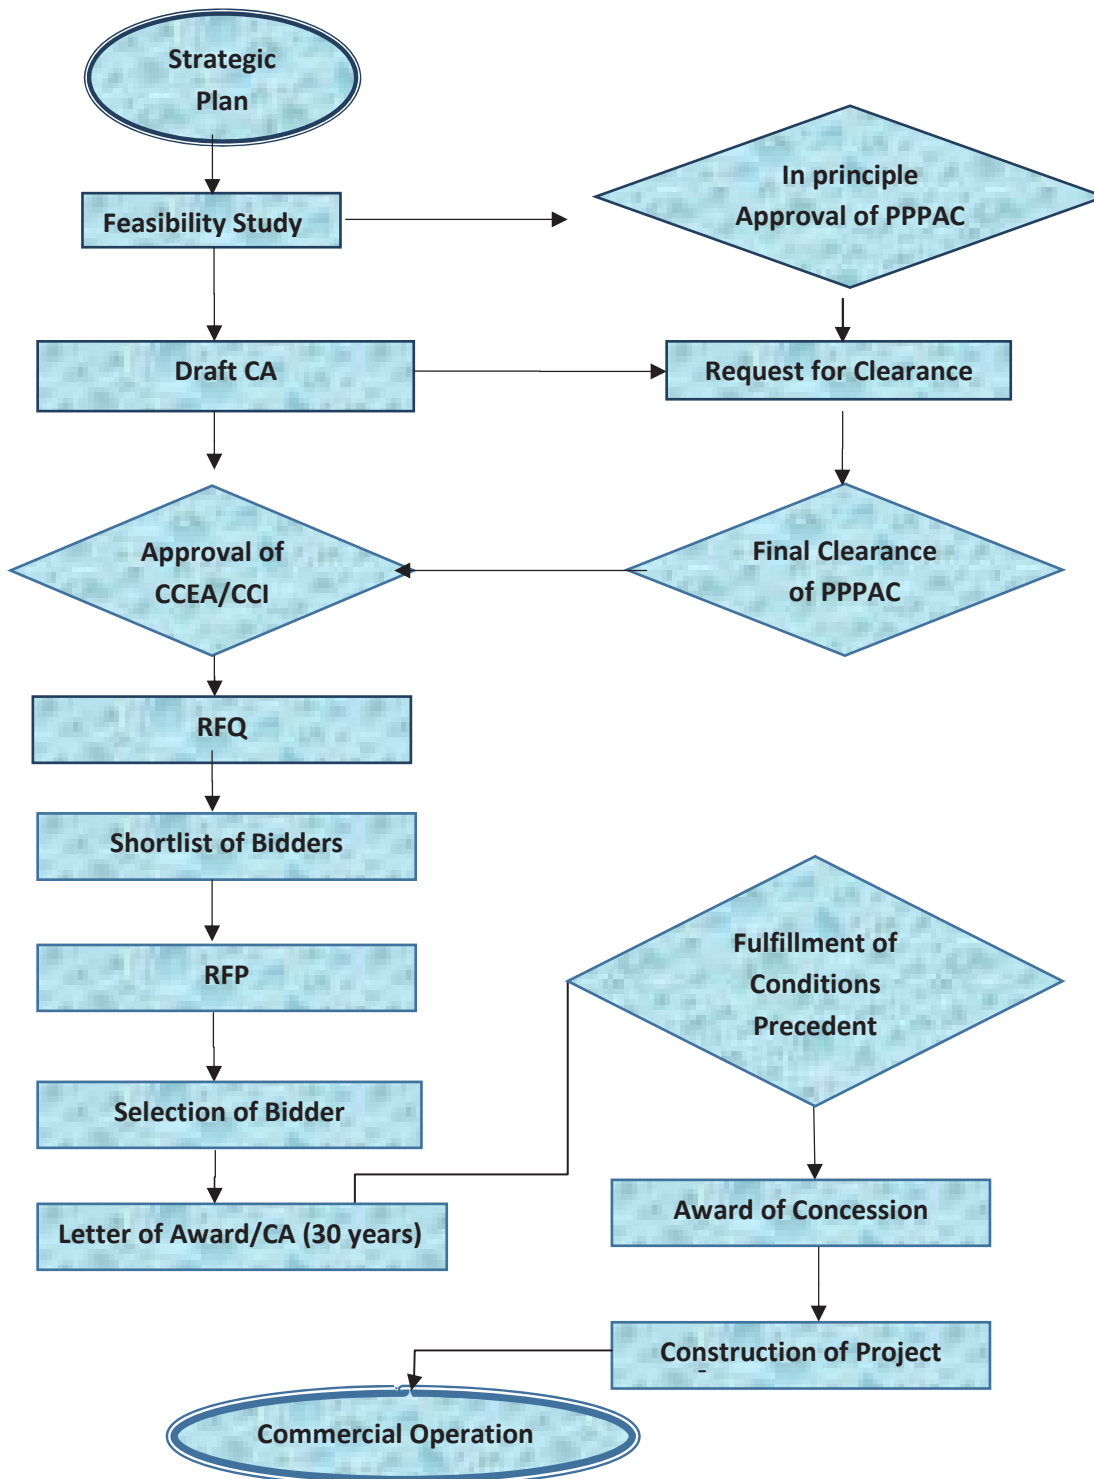 Strategic
Plan
In principle
Approval of PPPAC
Feasibility Study
Draft CA
Request for Clearance
Approval of
CCEA/CCI
Final Clearance
of PPPAC
RFQ
Shortlist of Bidders
RFP
Fulfillment of
Conditions
Precedent
Selection of Bidder
Letter of Award/CA (30 years)
Award of Concession
Construction of Project
Commercial Operation